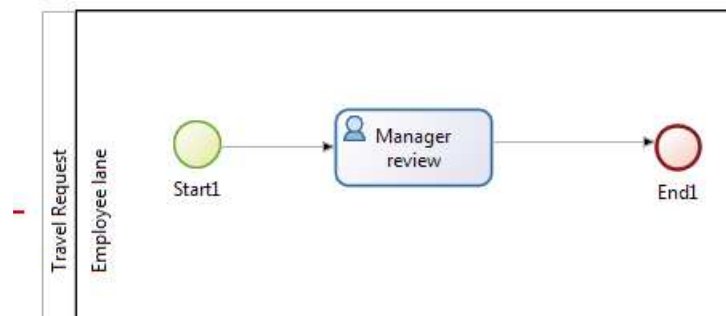 Travel Request
Employee lane
Start1
Manager
review
End1